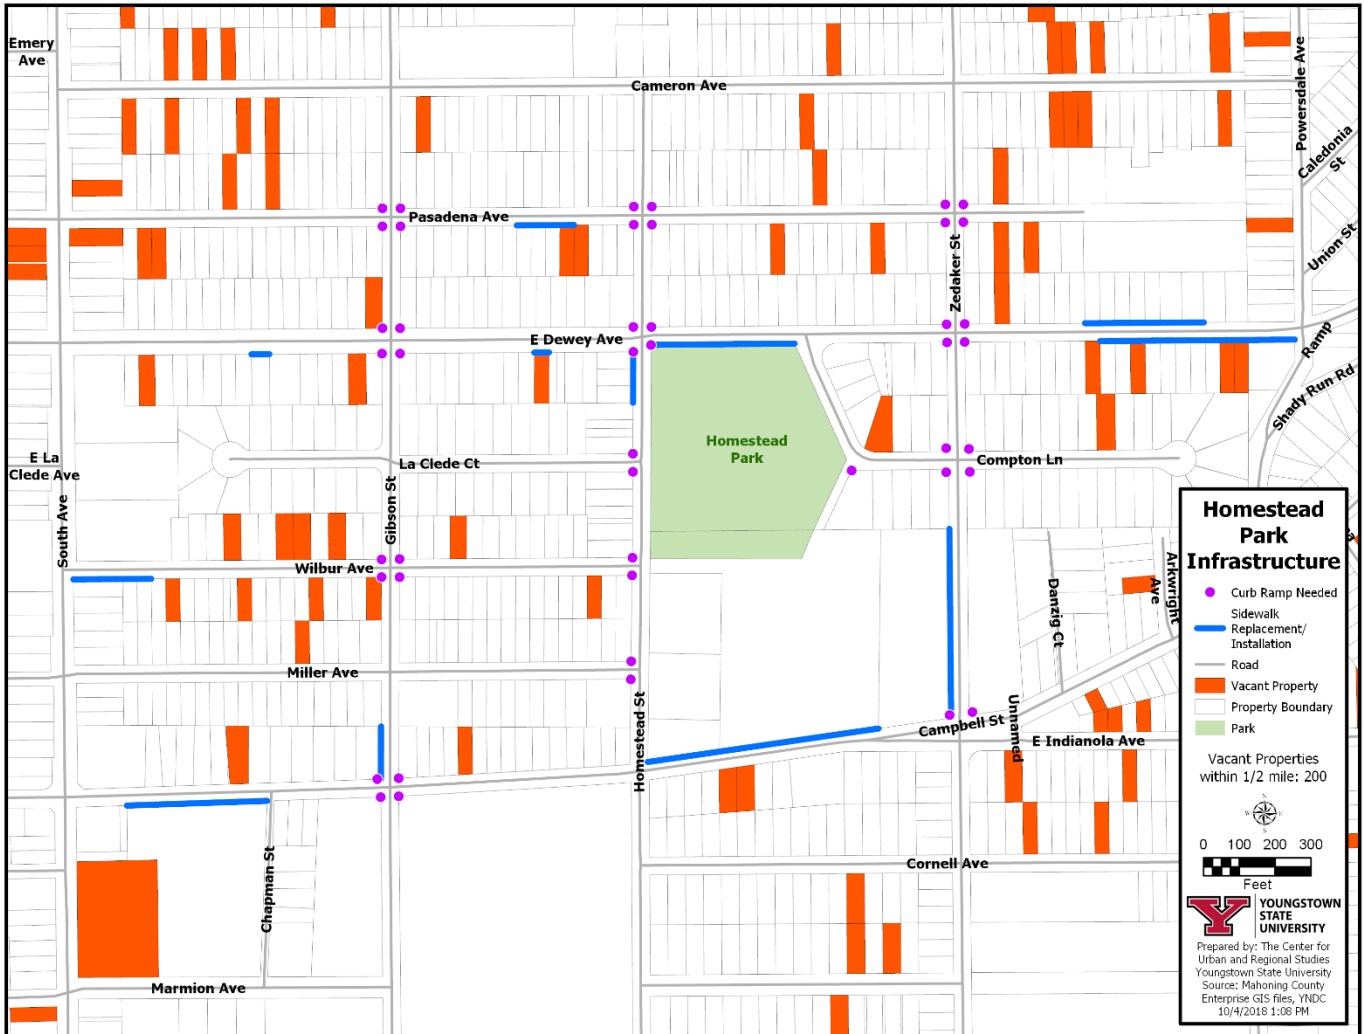 Emery
Ave
Cameron Ave
Powersdale Ave
Caledonia
St
Pasadena Ave
Zedaker St
Union St
E Dewey Ave
Ramp
Shady Run Rd
Homestead
Park
E La
Clede Ave
La Clede Ct
Compton Ln
South Ave
Gibson St
Wilbur Ave
Danzig Ct
Arkwright
Ave
Miller Ave
Homestead St
Campbell St
Unnamed
E Indianola Ave
Cornell Ave
Chapman St
Marmion Ave
Homestead
Park
Infrastructure
Curb Ramp Needed
Sidewalk
Replacement/
Installation
Road
Vacant Property
Property Boundary
Park
Vacant Properties
within 1/2 mile: 200
N
W E
S
0 100 200 300
Feet
Y
YOUNGSTOWN
STATE
UNIVERSITY
Prepared by: The Center for
Urban and Regional Studies
Youngstown State University
Source: Mahoning County
Enterprise GIS files, YNDC
10/4/2018 1:08 PM